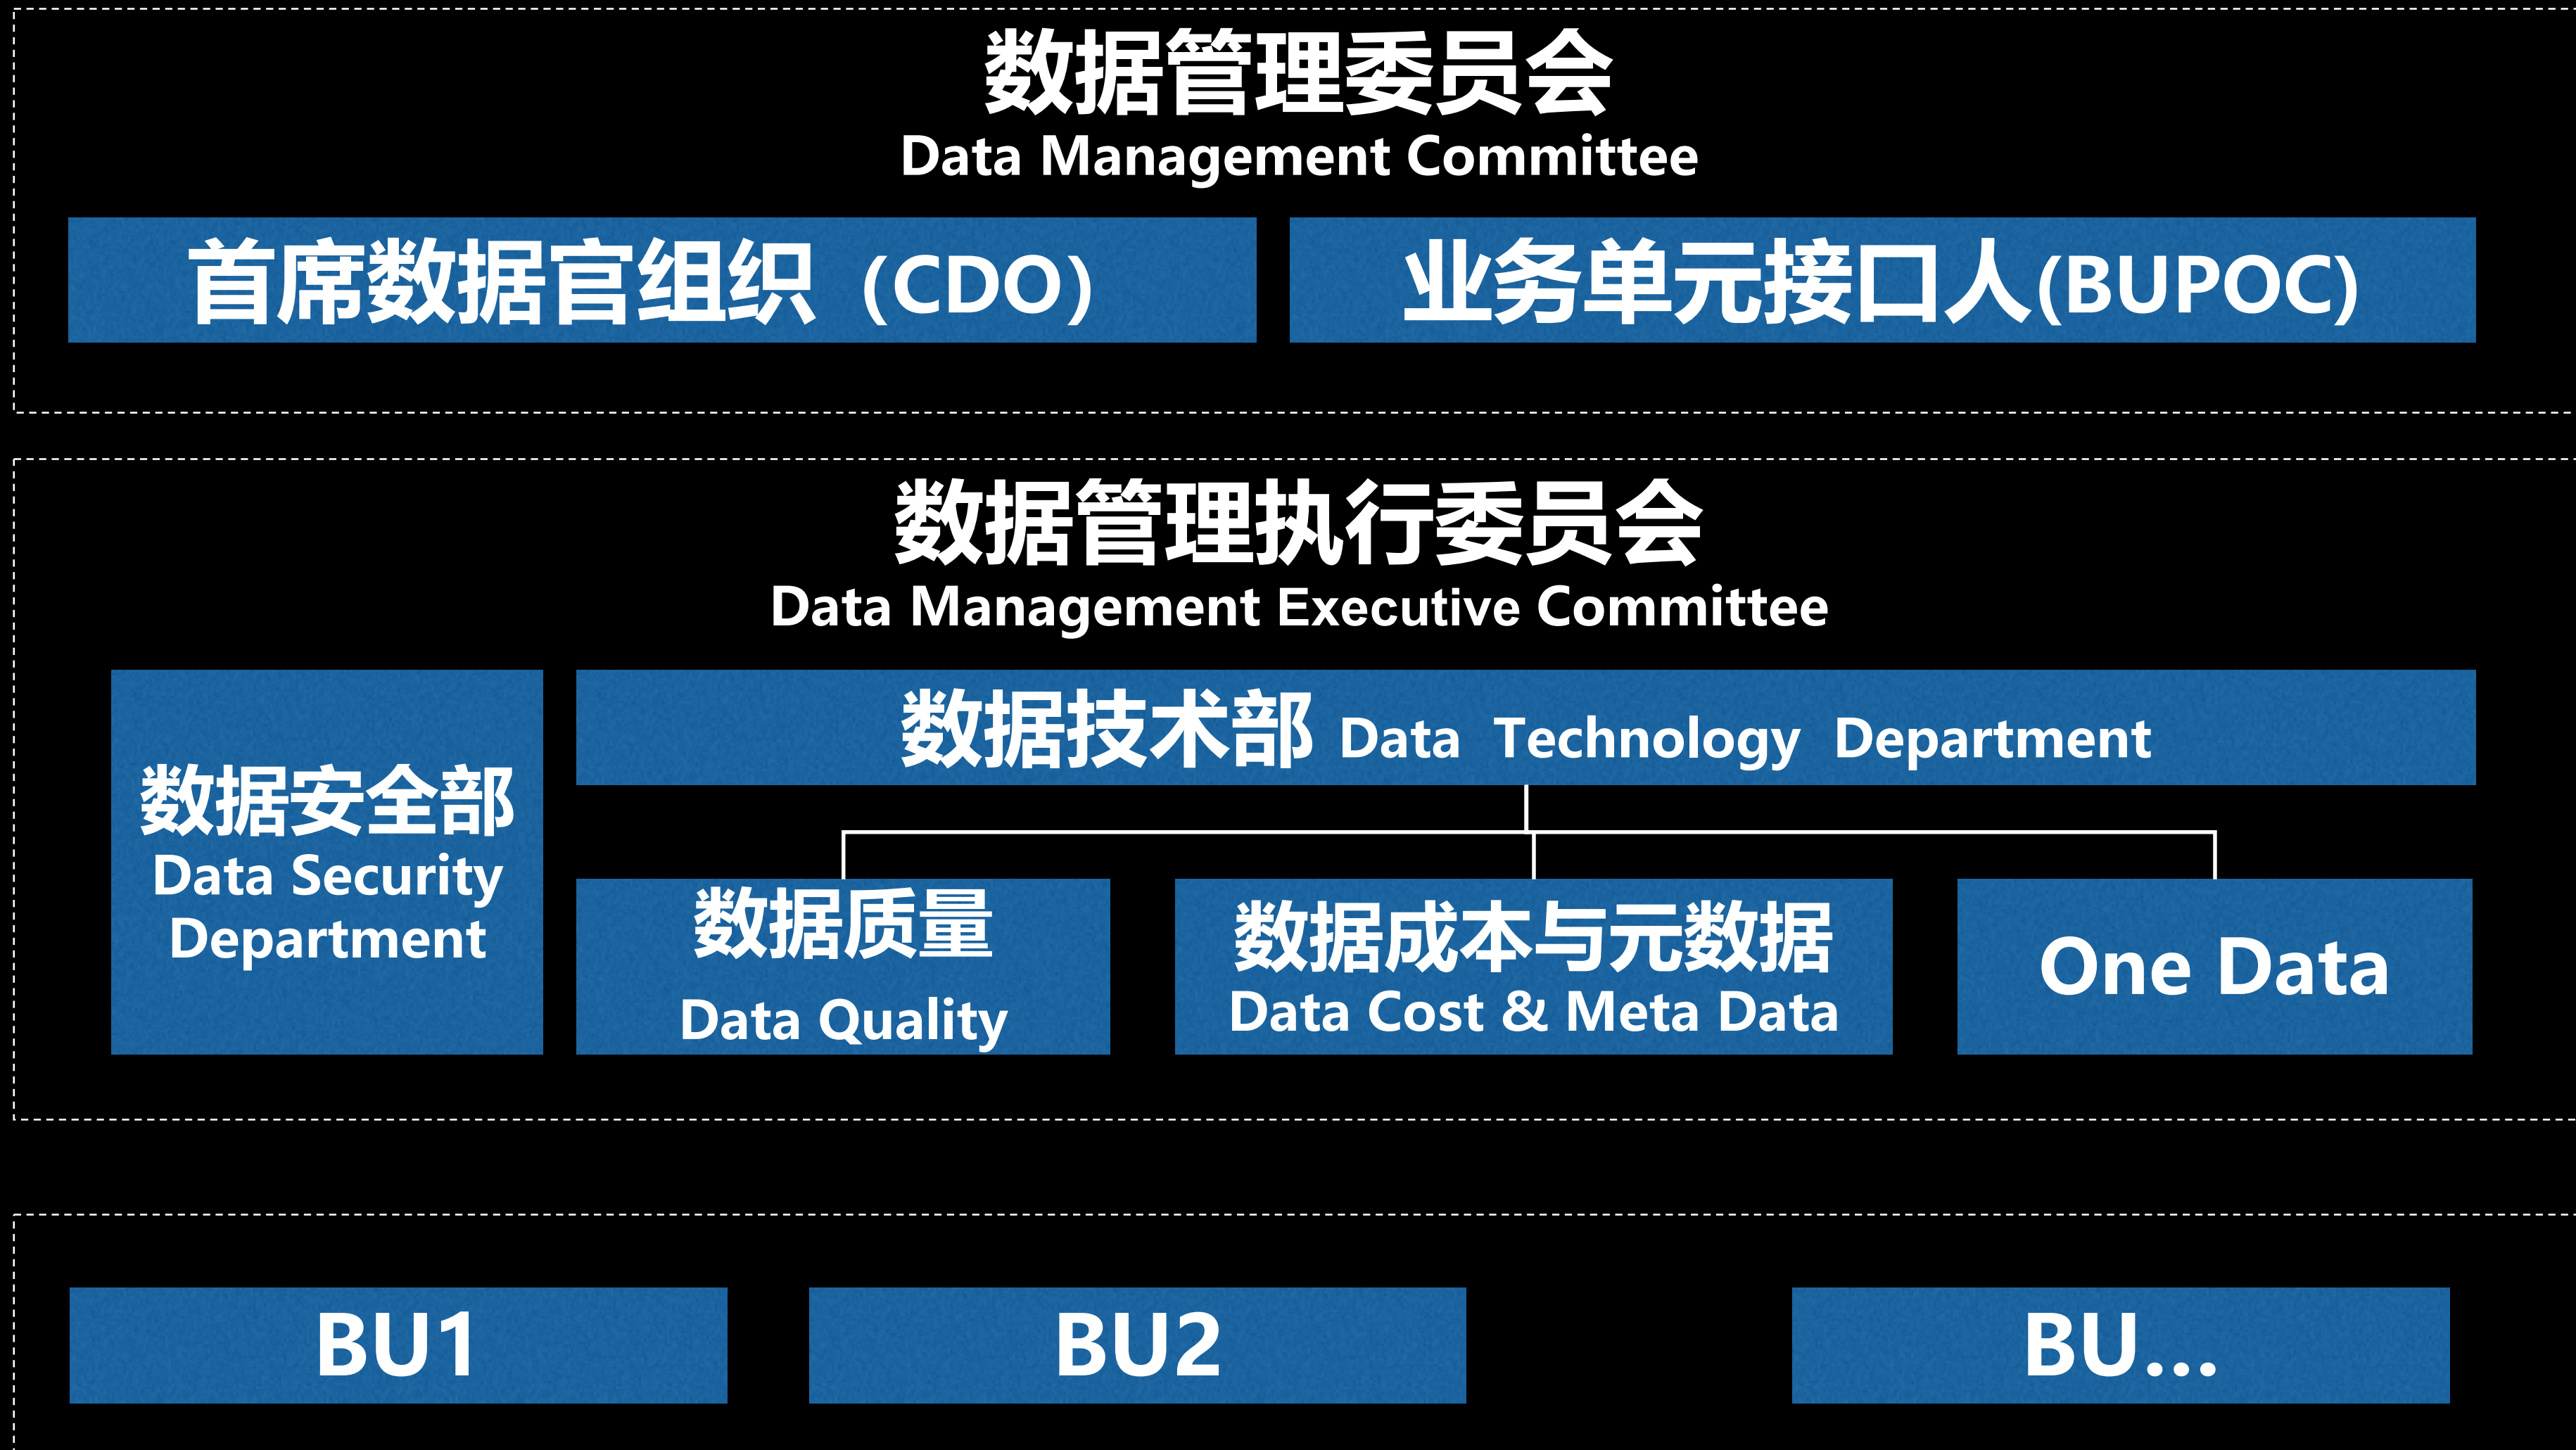 数据管理委员会
Data Management Committee
首席数据官组织（CDO）
业务单元接口人(BUPOC)
数据管理执行委员会
Data Management Executive Committee
数据安全部
Data Security
Department
数据技术部 Data Technology Department
数据质量
Data Quality
数据成本与元数据
Data Cost & Meta Data
One Data
BU1
BU2
BU...